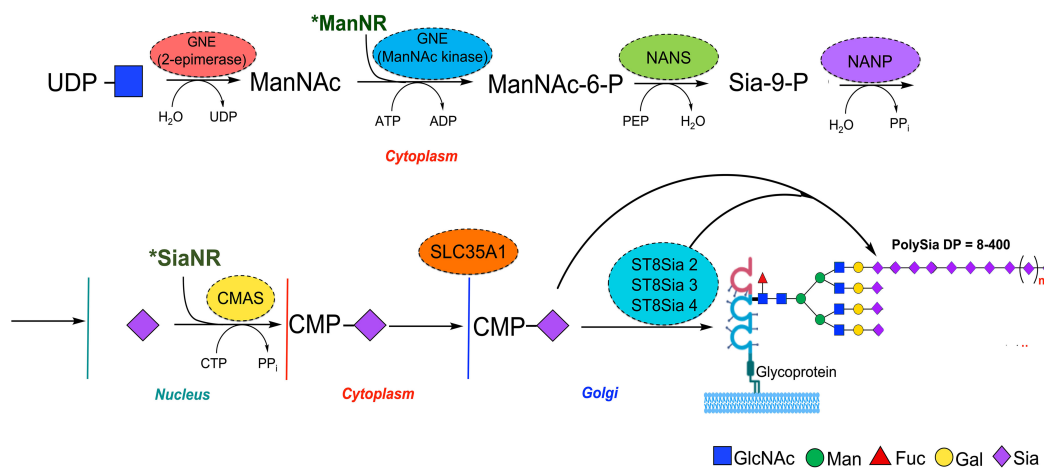 *ManNR
GNE
(2-epimerase)
GNE
(ManNAc kinase)
NANS
NANP
UDP
ManNAc
ManNAc-6-P
Sia-9-P
H₂O
UDP
ATP
ADP
PEP
H₂O
H₂O
PPᵢ
Cytoplasm
*SiaNR
CMAS
SLC35A1
ST8Sia 2
ST8Sia 3
ST8Sia 4
PolySia DP = 8-400
n
CMP
CMP
CTP
PPᵢ
Glycoprotein
Nucleus
Cytoplasm
Golgi
GlcNAc
Man
Fuc
Gal
Sia